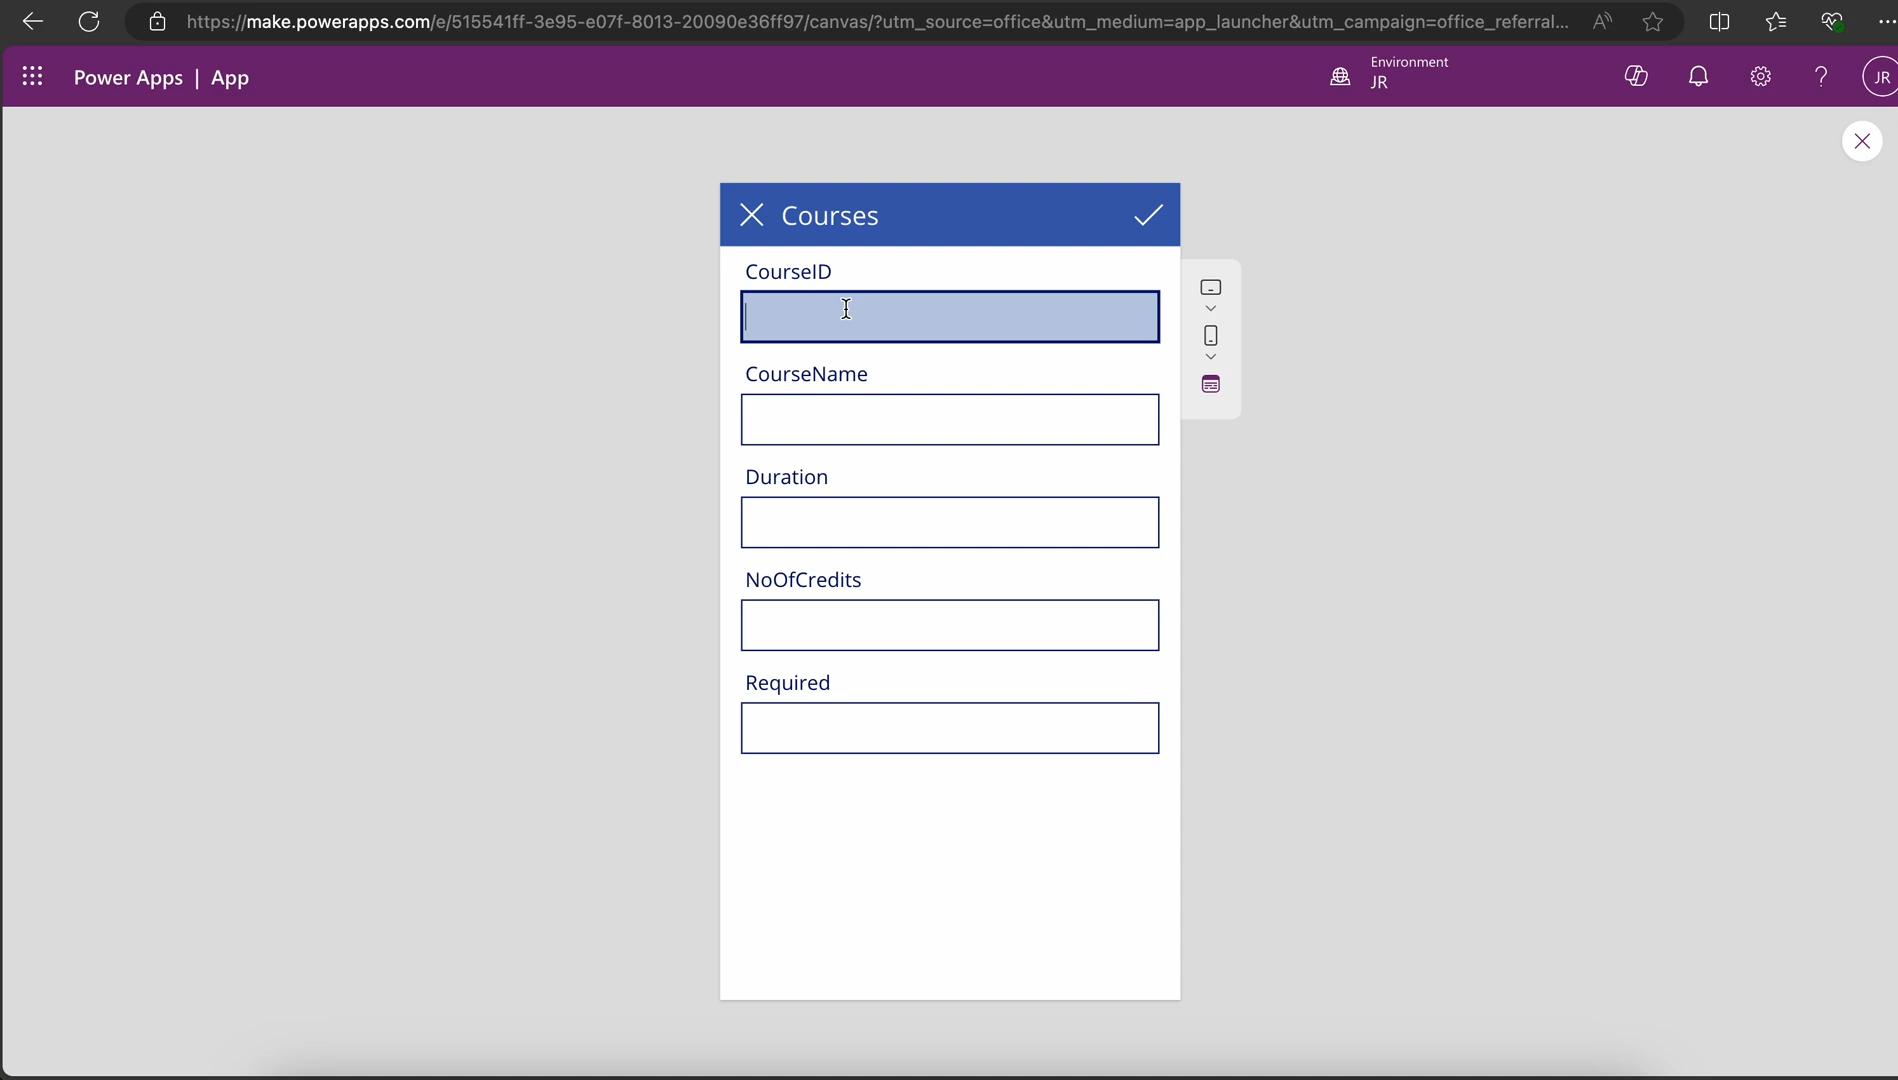 https://make.powerapps.com/e/515541ff-3e95-e07f-8013-20090e36ff97/canvas/?utm_source=office&utm_medium=app_launcher&utm_campaign=office_referral...
Power Apps | App
Environment
JR
JR
Courses
CourseID
CourseName
Duration
NoOfCredits
Required